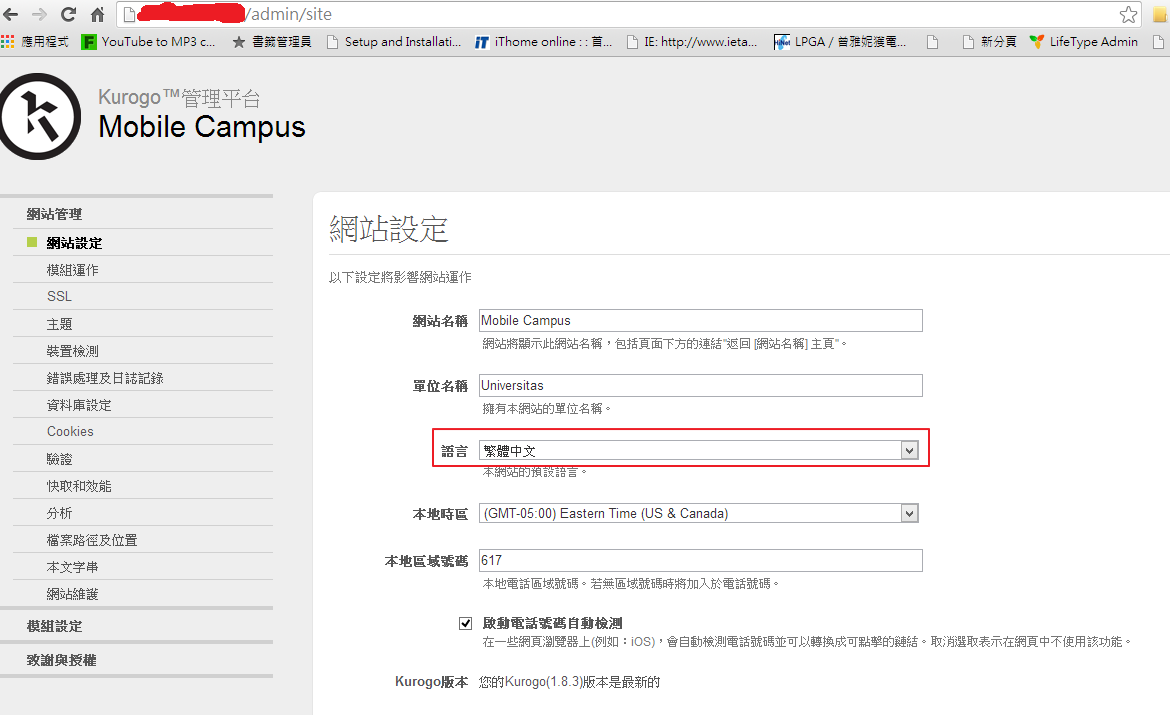 /admin/site
應用程式 YouTube to MP3 c... 書籤管理員 Setup and Installati... iThome online : : 首... IE: http://www.ieta... LPGA / 普雅妮獲電... 新分頁 LifeType Admin
Kurogo™管理平台
Mobile Campus
網站管理
網站設定
模組運作
SSL
主題
裝置檢測
錯誤處理及日誌記錄
資料庫設定
Cookies
驗證
快取和效能
分析
檔案路徑及位置
本文字串
網站維護
模組設定
致謝與授權
網站設定
以下設定將影響網站運作
網站名稱 Mobile Campus
網站將顯示此網站名稱，包括頁面下方的連結"返回 [網站名稱] 主頁"。
單位名稱 Universitas
擁有本網站的單位名稱。
語言 繁體中文
本網站的預設語言。
本地時區 (GMT-05:00) Eastern Time (US & Canada)
本地區域號碼 617
本地電話區域號碼。若無區域號碼時將加入於電話號碼。
啟動電話號碼自動檢測
在一些網頁瀏覽器上(例如：iOS)，會自動檢測電話號碼並可以轉換成可點擊的鏈結。取消選取表示在網頁中不使用該功能。
Kurogo版本 您的Kurogo(1.8.3)版本是最新的